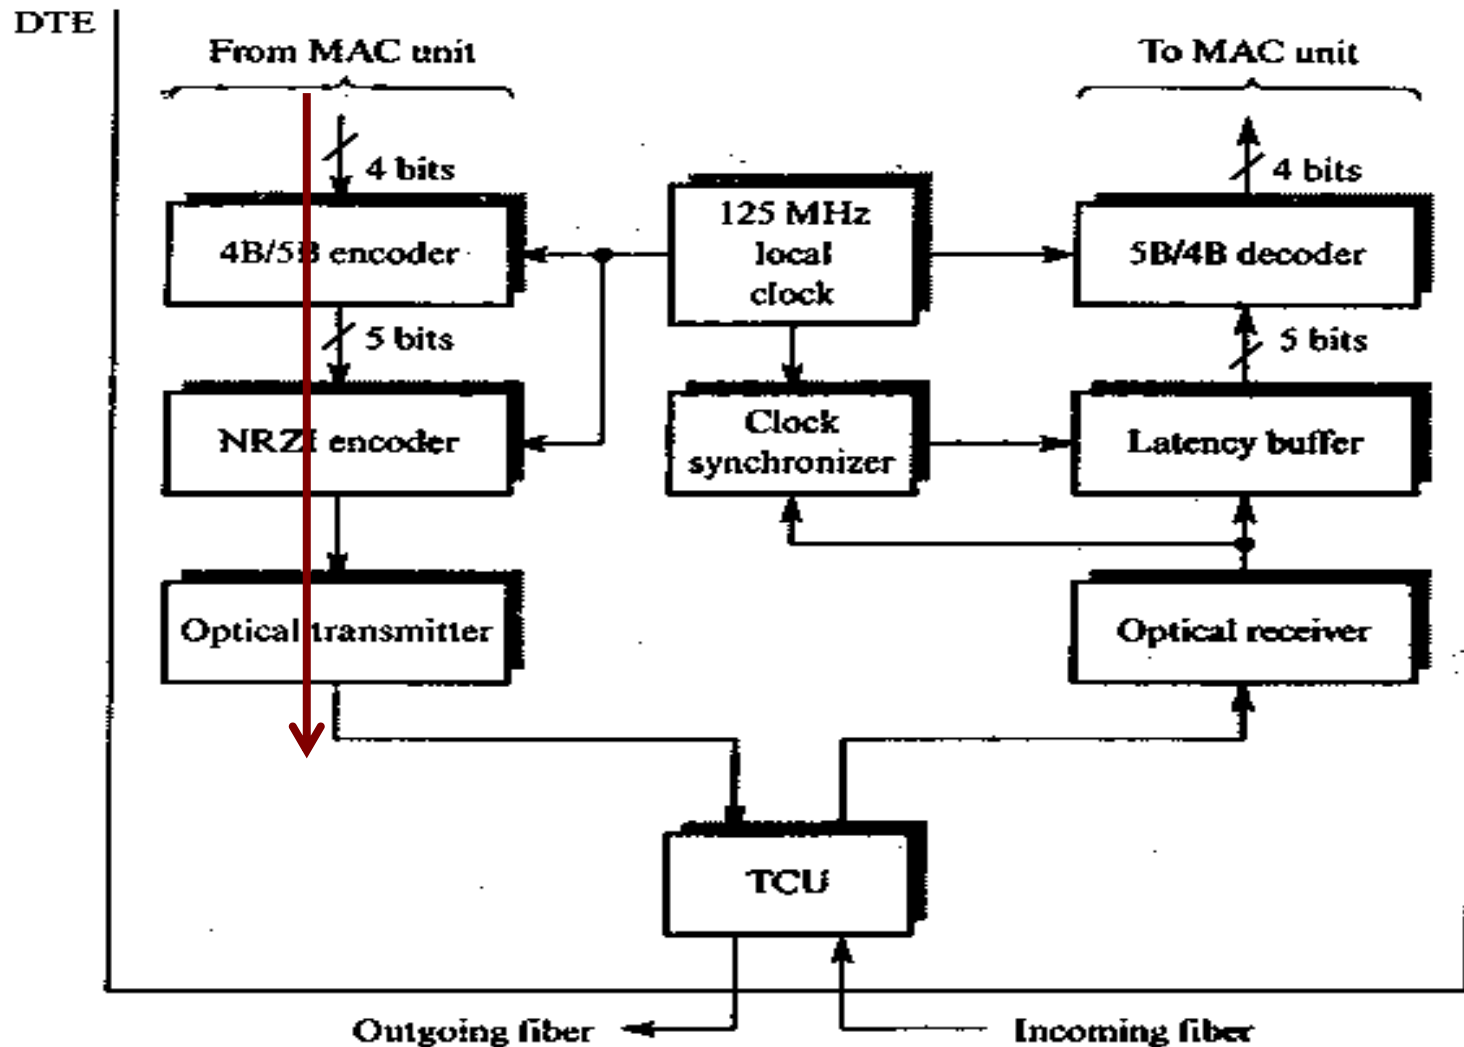 DTE
From MAC unit
To MAC unit
4 bits
4 bits
4B/5B encoder
125 MHz
local
clock
5B/4B decoder
5 bits
5 bits
NRZI encoder
Clock
synchronizer
Latency buffer
Optical transmitter
Optical receiver
TCU
Outgoing fiber
Incoming fiber